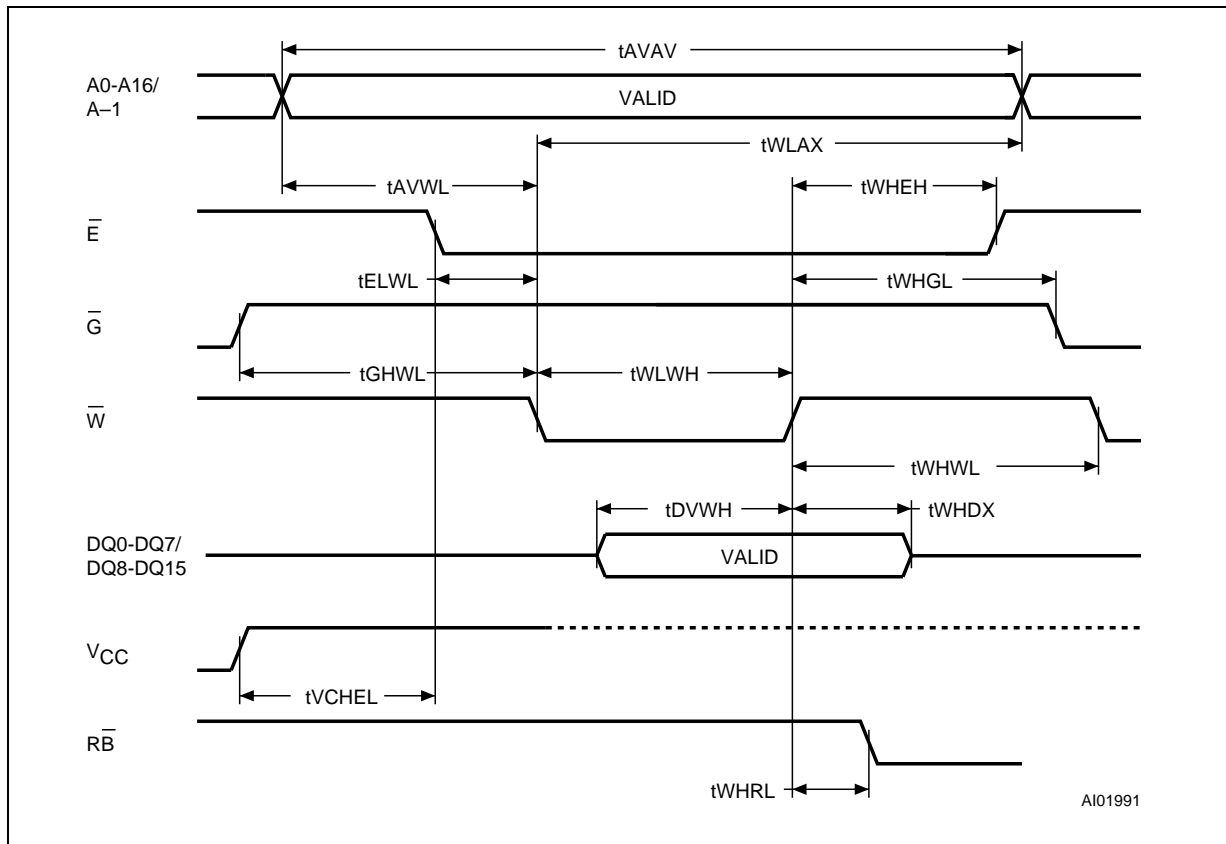 tAVAV
A0-A16/
A–1
VALID
tWLAX
tAVWL
tWHEH
E̅
tELWL
tWHGL
G̅
tGHWL
tWLWH
W̅
tWHWL
tDVWH
tWHDX
DQ0-DQ7/
DQ8-DQ15
VALID
VCC
tVCHEL
RB̅
tWHRL
AI01991